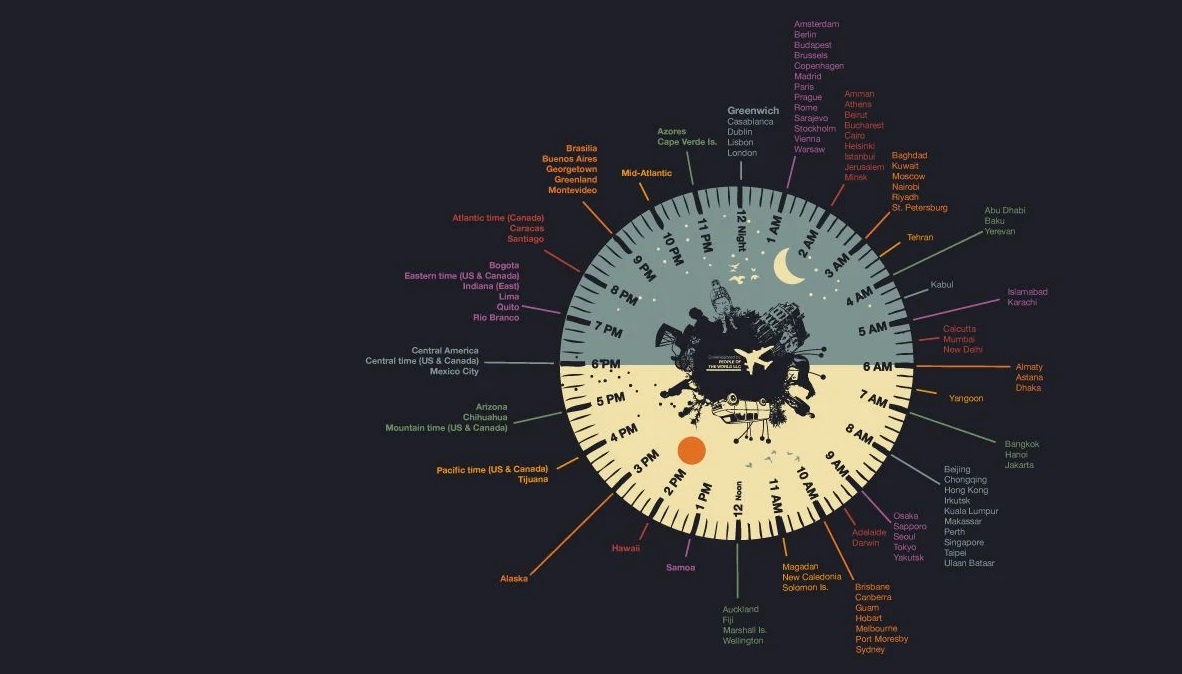 Amsterdam
Berlin
Budapest
Brussels
Copenhagen
Madrid
Paris
Prague
Rome
Sarajevo
Stockholm
Vienna
Warsaw
Amman
Athens
Beirut
Bucharest
Cairo
Helsinki
Istanbul
Jerusalem
Minsk
Greenwich
Casablanca
Dublin
Lisbon
London
Azores
Cape Verde Is.
Mid-Atlantic
Brasilia
Buenos Aires
Georgetown
Greenland
Montevideo
Baghdad
Kuwait
Moscow
Nairobi
Riyadh
St. Petersburg
Tehran
Abu Dhabi
Baku
Yerevan
Kabul
Islamabad
Karachi
Calcutta
Mumbai
New Delhi
Almaty
Astana
Dhaka
Yangoon
Bangkok
Hanoi
Jakarta
Beijing
Chongqing
Hong Kong
Irkutsk
Kuala Lumpur
Makassar
Perth
Singapore
Taipei
Ulaan Bataar
Osaka
Sapporo
Seoul
Tokyo
Yakutsk
Adelaide
Darwin
Brisbane
Canberra
Guam
Hobart
Melbourne
Port Moresby
Sydney
Magadan
New Caledonia
Solomon Is.
Auckland
Fiji
Marshall Is.
Wellington
Samoa
Hawaii
Alaska
Pacific time (US & Canada)
Tijuana
Arizona
Chihuahua
Mountain time (US & Canada)
Central America
Central time (US & Canada)
Mexico City
Bogota
Eastern time (US & Canada)
Indiana (East)
Lima
Quito
Rio Branco
Atlantic time (Canada)
Caracas
Santiago
12 Night
1 AM
2 AM
3 AM
4 AM
5 AM
6 AM
7 AM
8 AM
9 AM
10 AM
11 AM
12 Noon
1 PM
2 PM
3 PM
4 PM
5 PM
6 PM
7 PM
8 PM
9 PM
10 PM
11 PM
PEOPLE OF
THE WORLD LLC